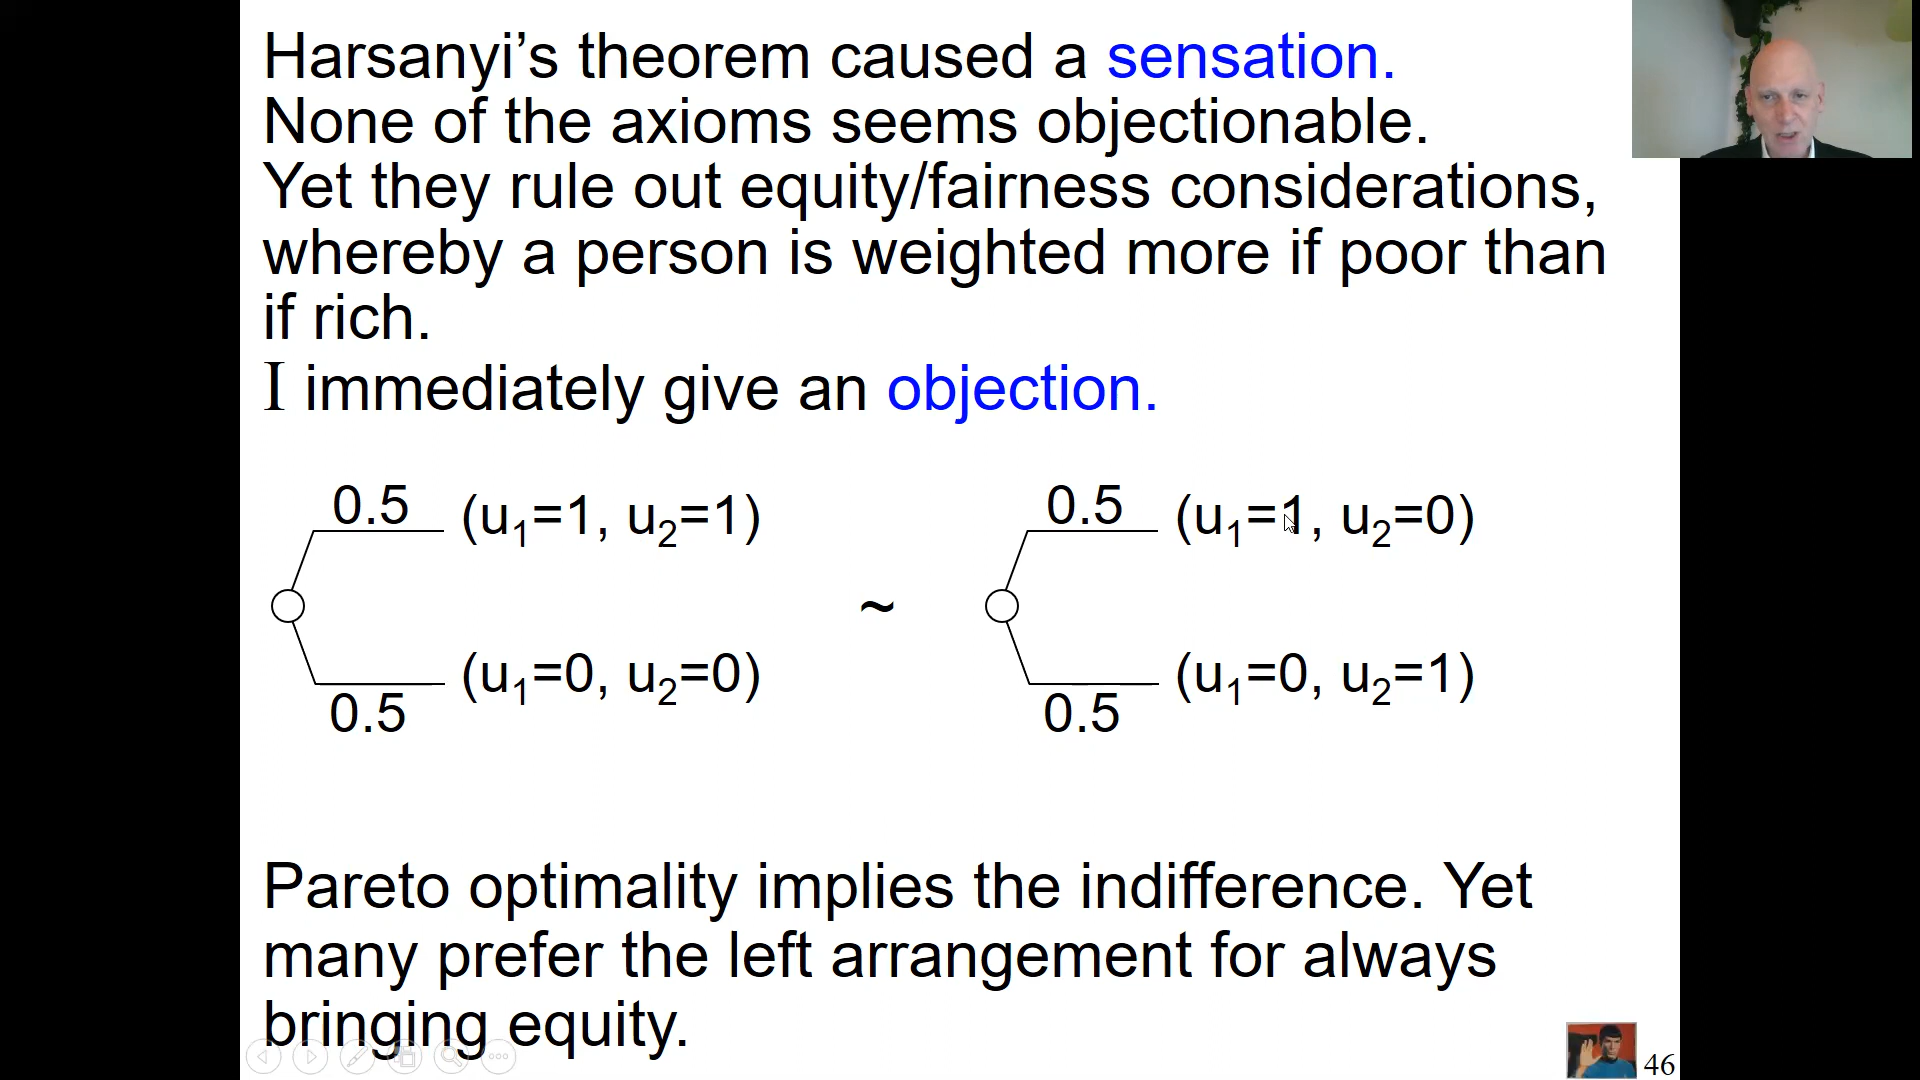 Harsanyi’s theorem caused a sensation.
None of the axioms seems objectionable.
Yet they rule out equity/fairness considerations,
whereby a person is weighted more if poor than
if rich.
I immediately give an objection.
0.5 (u₁=1, u₂=1)
0.5 (u₁=1, u₂=0)
~
(u₁=0, u₂=0)
0.5
(u₁=0, u₂=1)
0.5
Pareto optimality implies the indifference. Yet
many prefer the left arrangement for always
bringing equity.
46